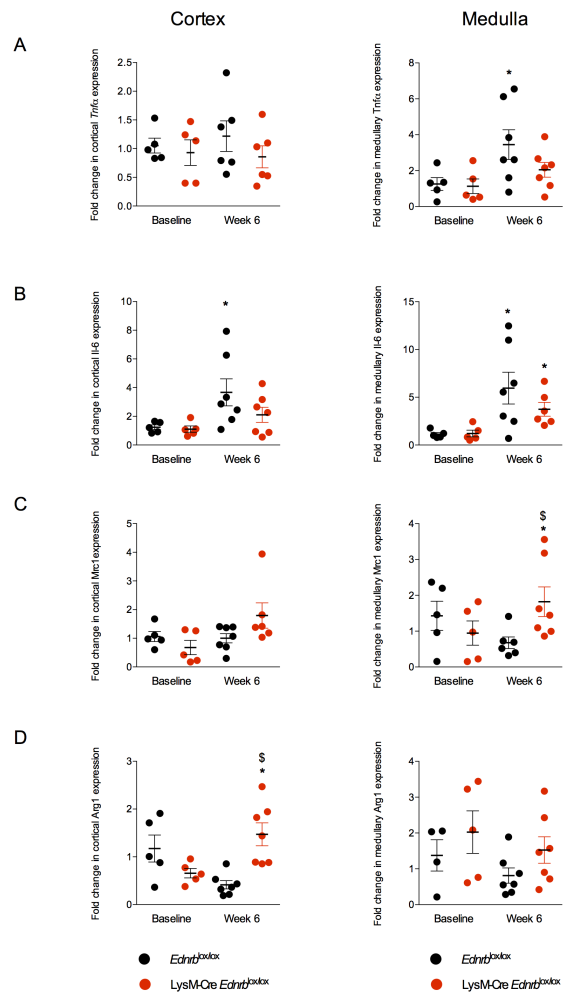 Cortex Medulla
A
Fold change in cortical Tnfα expression
2.5
2.0
1.5
1.0
0.5
0.0
Baseline Week 6
Fold change in medullary Tnfα expression
8
6
4
2
0
*
Baseline Week 6
B
Fold change in cortical Il-6 expression
10
8
6
4
2
0
*
Baseline Week 6
Fold change in medullary Il-6 expression
15
10
5
0
*
*
Baseline Week 6
C
Fold change in cortical Mrc1expression
5
4
3
2
1
0
Baseline Week 6
Fold change in medullary Mrc1 expression
4
3
2
1
0
$
*
Baseline Week 6
D
Fold change in cortical Arg1 expression
3
2
1
0
$
*
Baseline Week 6
Fold change in medullary Arg1 expression
4
3
2
1
0
Baseline Week 6
Ednrblox/lox Ednrblox/lox
LysM-Cre Ednrblox/lox LysM-Cre Ednrblox/lox